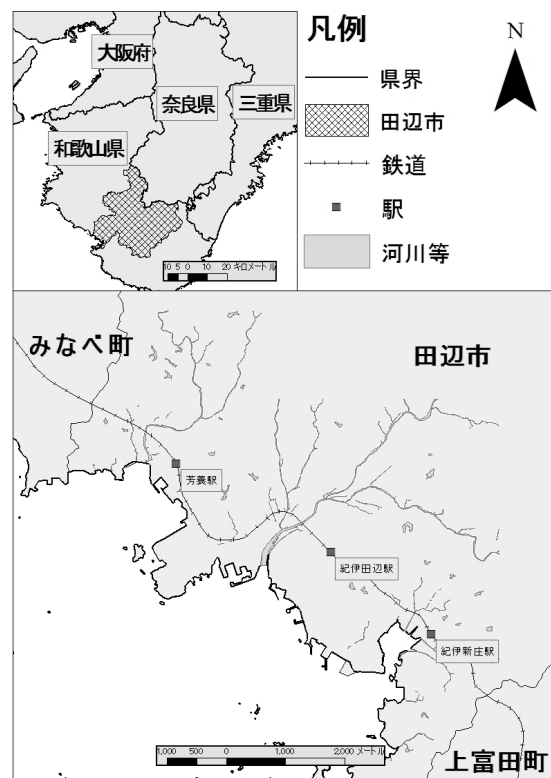 大阪府
奈良県
三重県
和歌山県
10 5 0 10 20 キロメートル
凡例
県界
田辺市
鉄道
駅
河川等
N
みなべ町
田辺市
芳養駅
紀伊田辺駅
紀伊新庄駅
1,000 500 0 1,000 2,000 メートル
上富田町